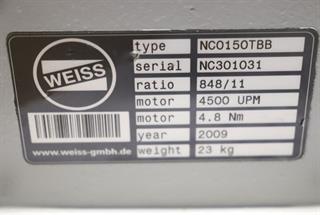 WEISS
type NC0150TBB
serial NC301031
ratio 848/11
motor 4500 UPM
motor 4.8 Nm
year 2009
weight 23 kg
www.weiss-gmbh.de